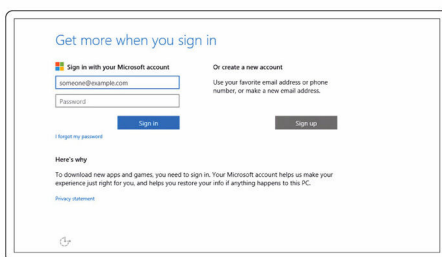 Get more when you sign in
Sign in with your Microsoft account
someone@example.com
Password
Sign in
I forgot my password
Or create a new account
Use your favorite email address or phone
number, or make a new email address.
Sign up
Here's why
To download new apps and games, you need to sign in. Your Microsoft account helps us make your
experience just right for you, and helps you restore your info if anything happens to this PC.
Privacy statement